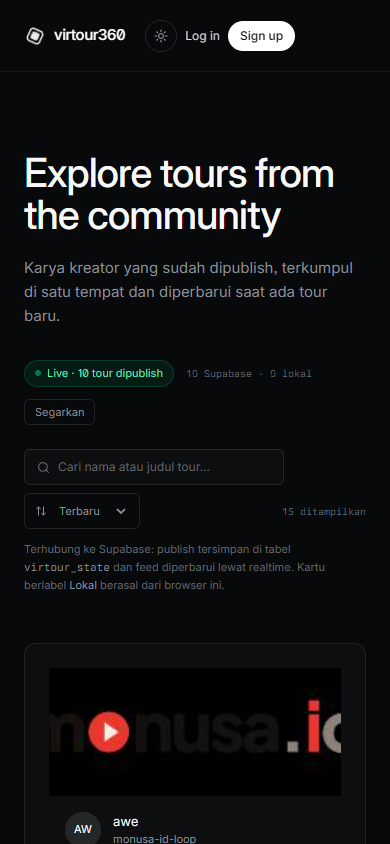 virtour360
Log in
Sign up
Explore tours from
the community
Karya kreator yang sudah dipublish, terkumpul
di satu tempat dan diperbarui saat ada tour
baru.
Live · 10 tour dipublish
10 Supabase · 0 lokal
Segarkan
Cari nama atau judul tour...
Terbaru
15 ditampilkan
Terhubung ke Supabase: publish tersimpan di tabel
virtour_state dan feed diperbarui lewat realtime. Kartu
berlabel Lokal berasal dari browser ini.
monusa.id
AW
awe
monusa-id-loop